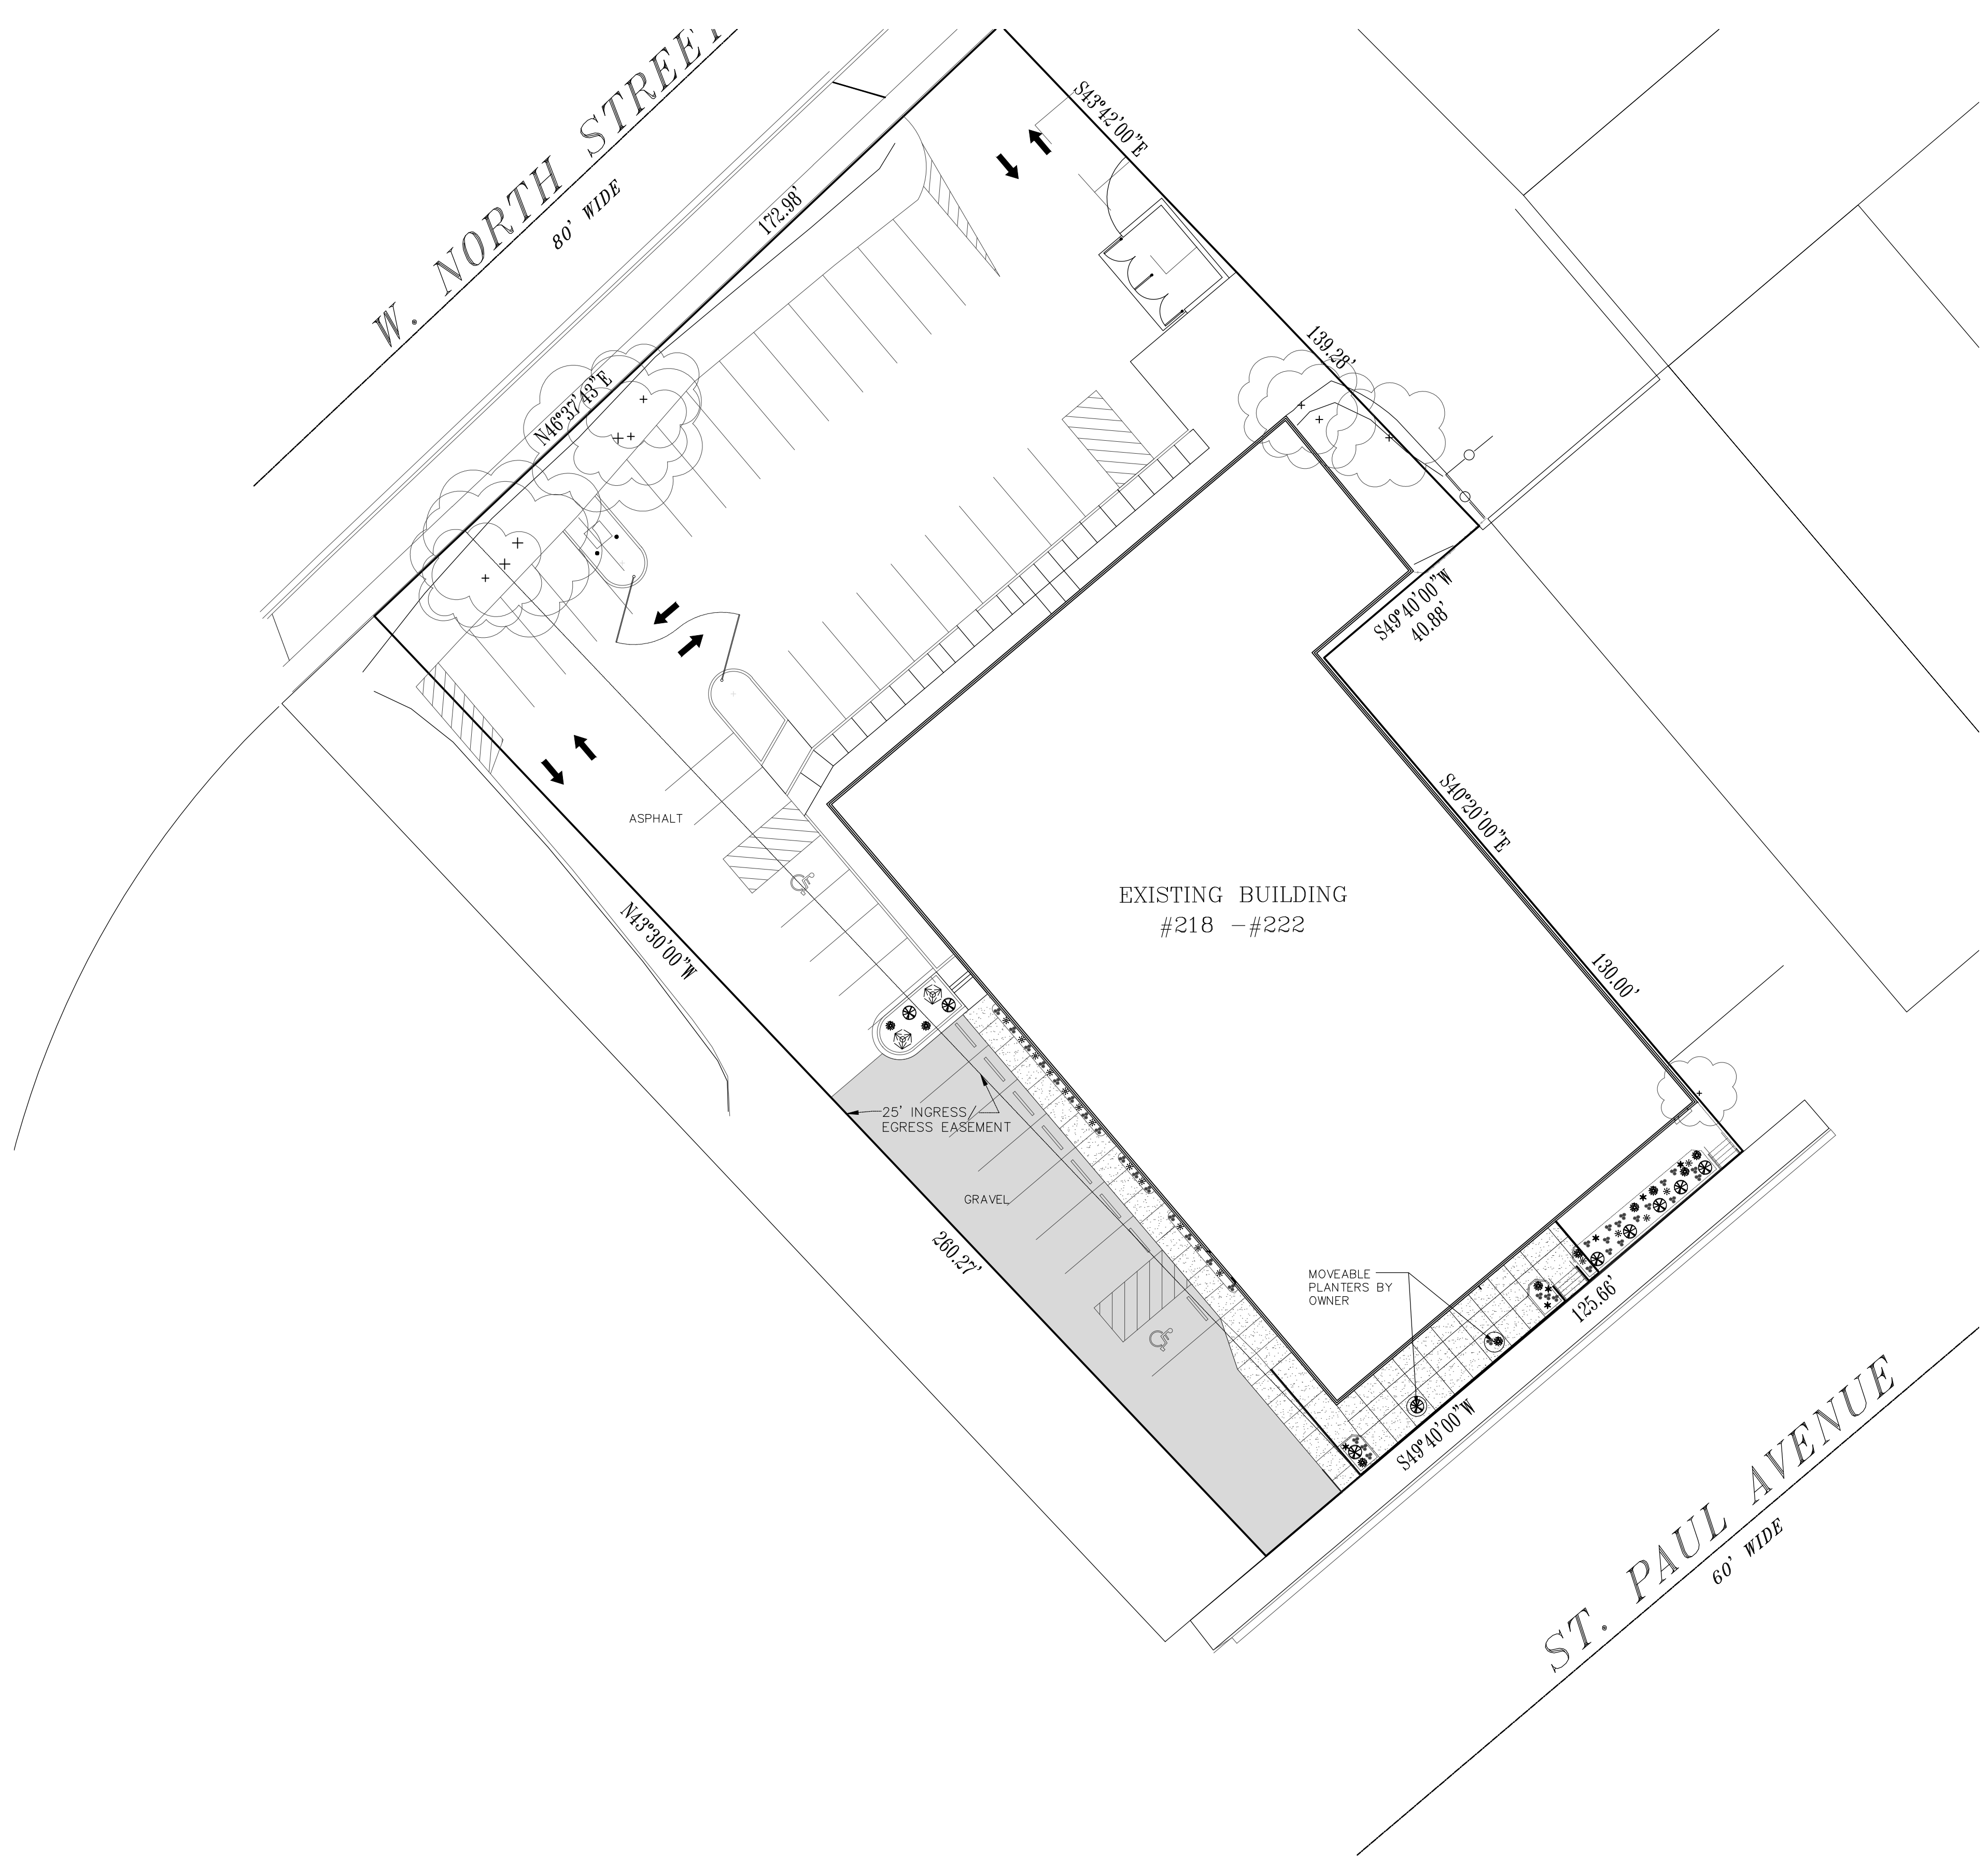 W. NORTH STREET
80' WIDE
S43°42'00"E
172.98'
139.28'
N46°37'43"E
S49°40'00"W
40.88'
S40°20'00"E
ASPHALT
EXISTING BUILDING
#218 -#222
N43°30'00"W
130.00'
25' INGRESS/
EGRESS EASEMENT
GRAVEL
260.27'
MOVEABLE
PLANTERS BY
OWNER
125.66'
S49°40'00"W
ST. PAUL AVENUE
60' WIDE